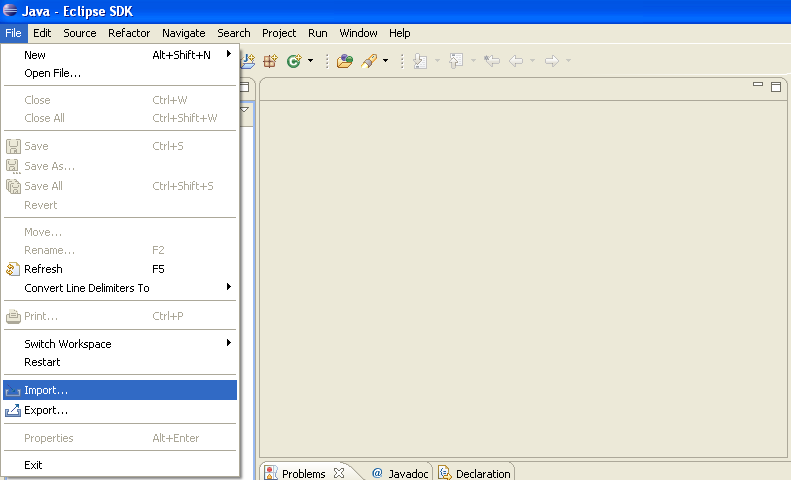 Java - Eclipse SDK
File Edit Source Refactor Navigate Search Project Run Window Help
New Alt+Shift+N
Open File...
Close Ctrl+W
Close All Ctrl+Shift+W
Save Ctrl+S
Save As...
Save All Ctrl+Shift+S
Revert
Move...
Rename... F2
Refresh F5
Convert Line Delimiters To
Print... Ctrl+P
Switch Workspace
Restart
Import...
Export...
Properties Alt+Enter
Exit
Problems @ Javadoc Declaration